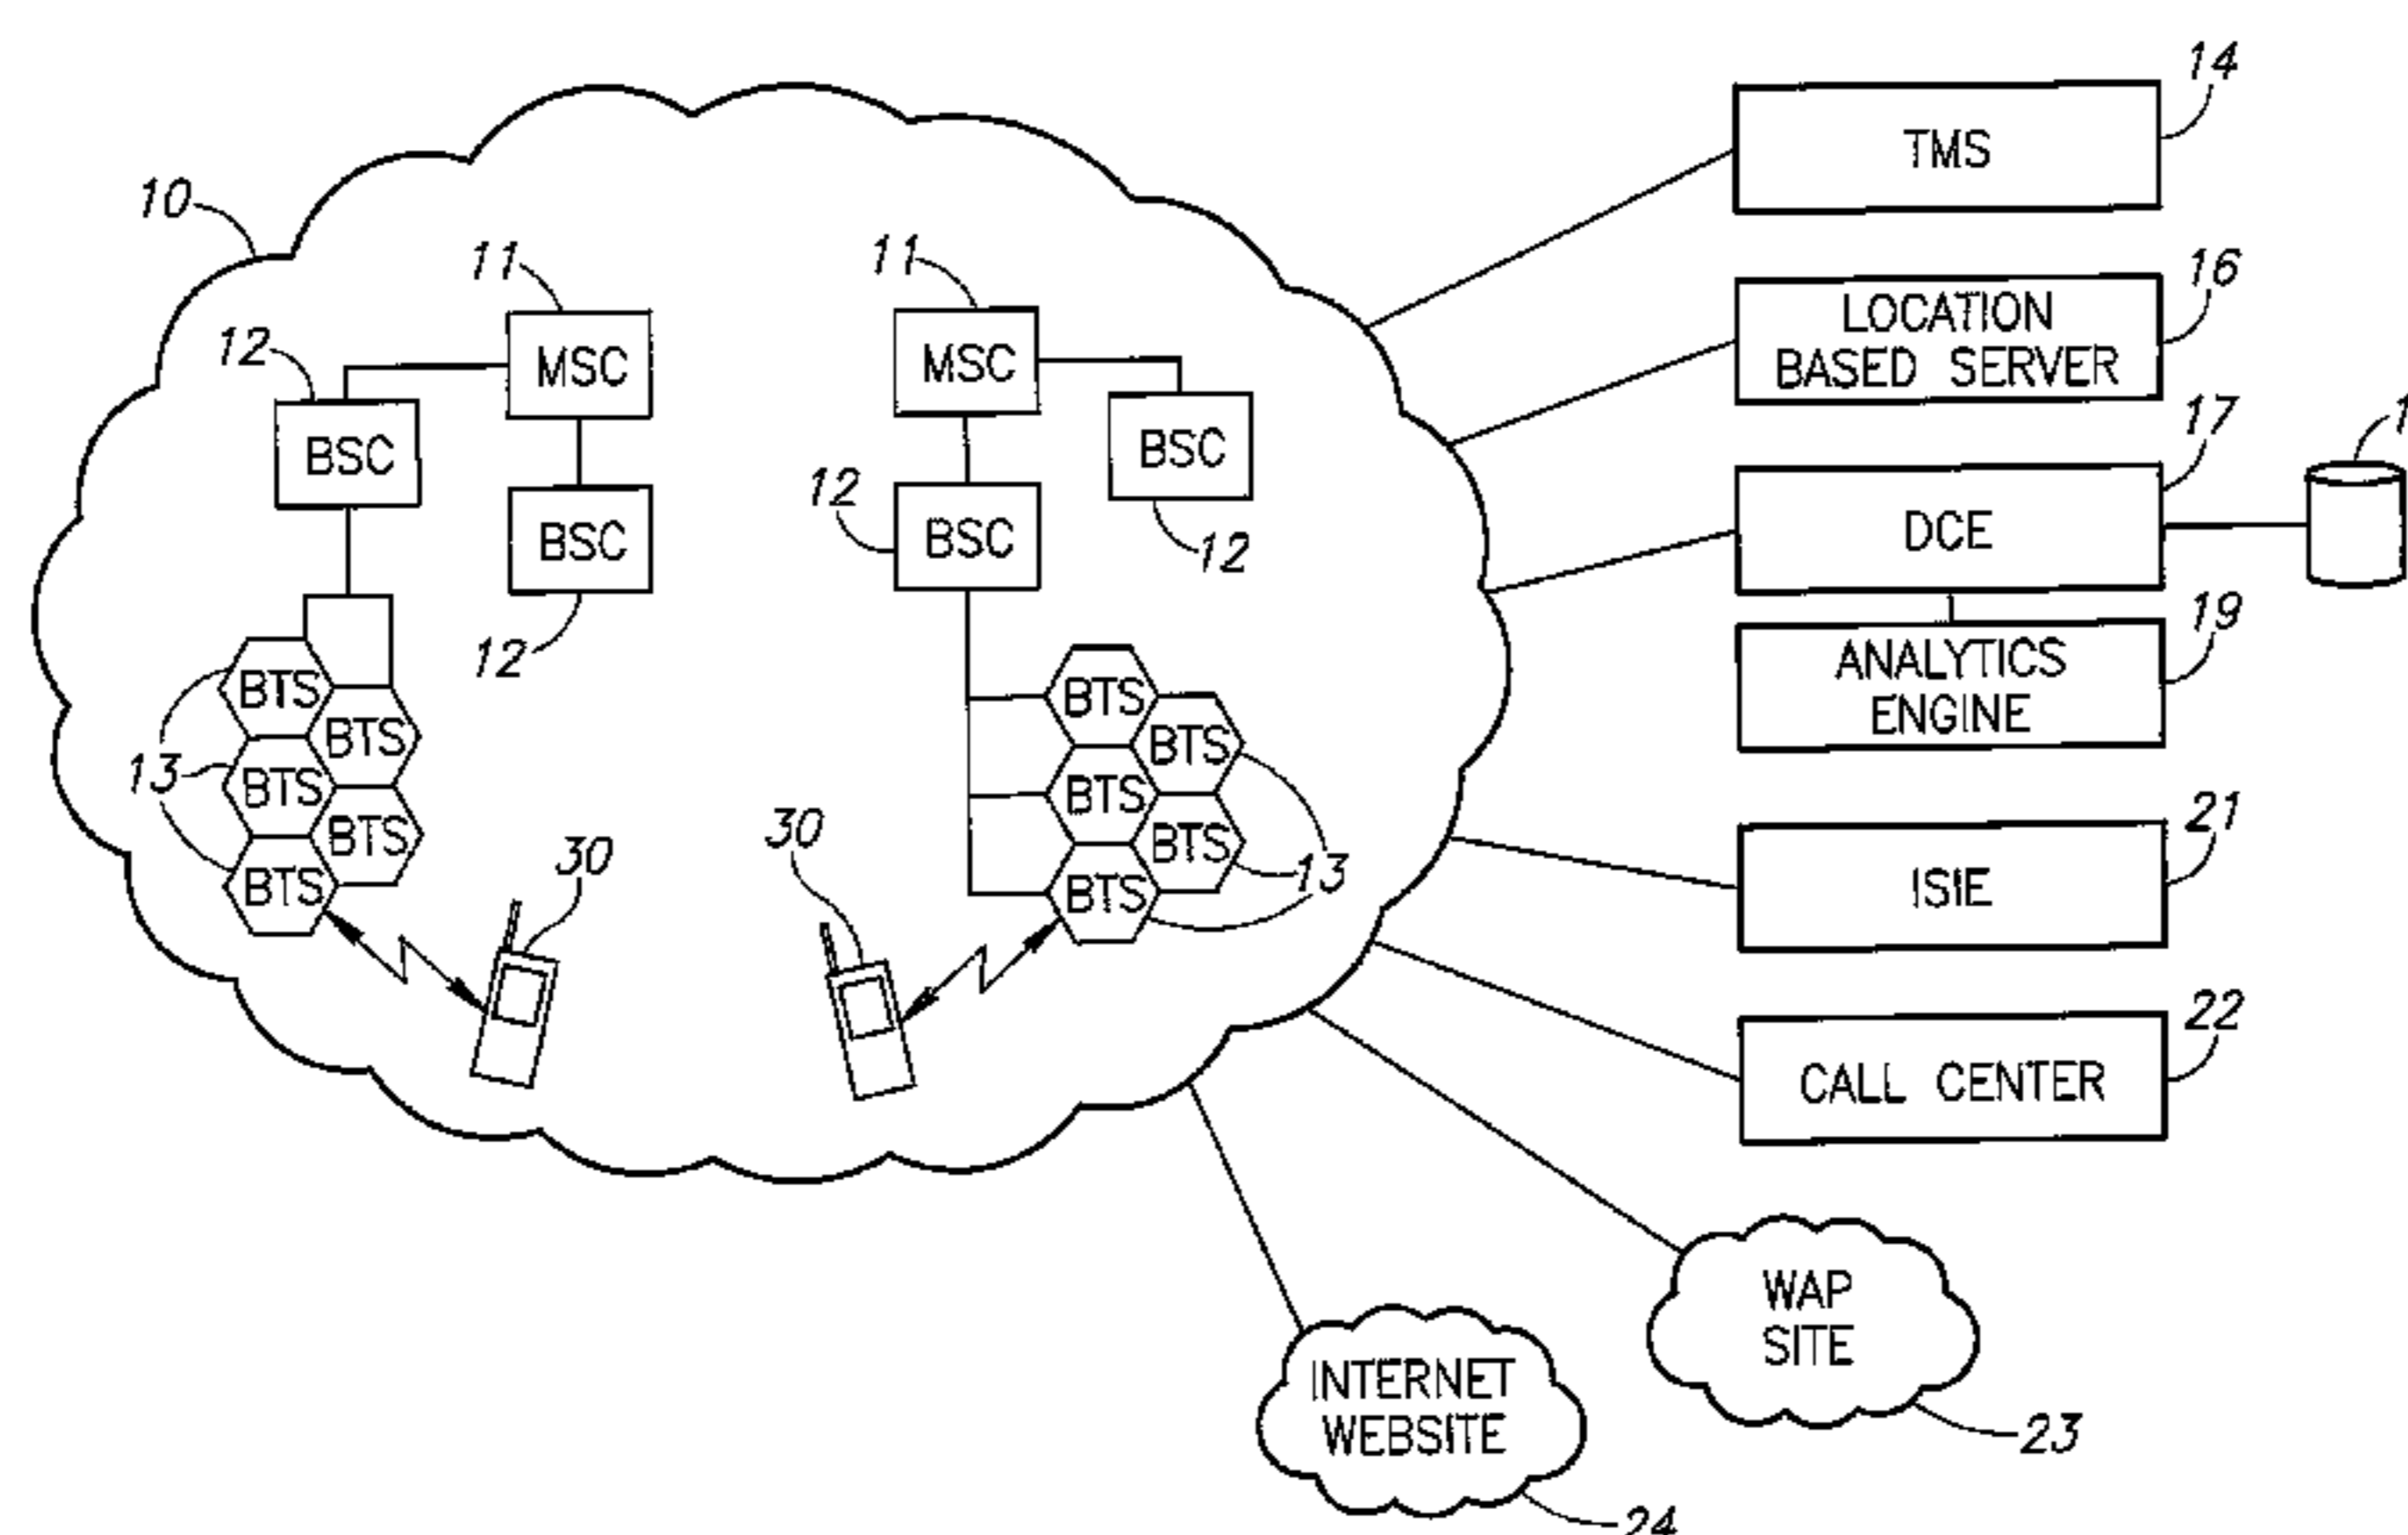 14
TMS
10
11
11
16
LOCATION
BASED SERVER
12
MSC
MSC
17
1
BSC
BSC
12
DCE
BSC
BSC
12
12
19
ANALYTICS
ENGINE
BTS
BTS
BTS
BTS
13
BTS
BTS
21
30
30
BTS
BTS
13
ISIE
BTS
BTS
22
CALL CENTER
WAP
SITE
INTERNET
WEBSITE
23
24